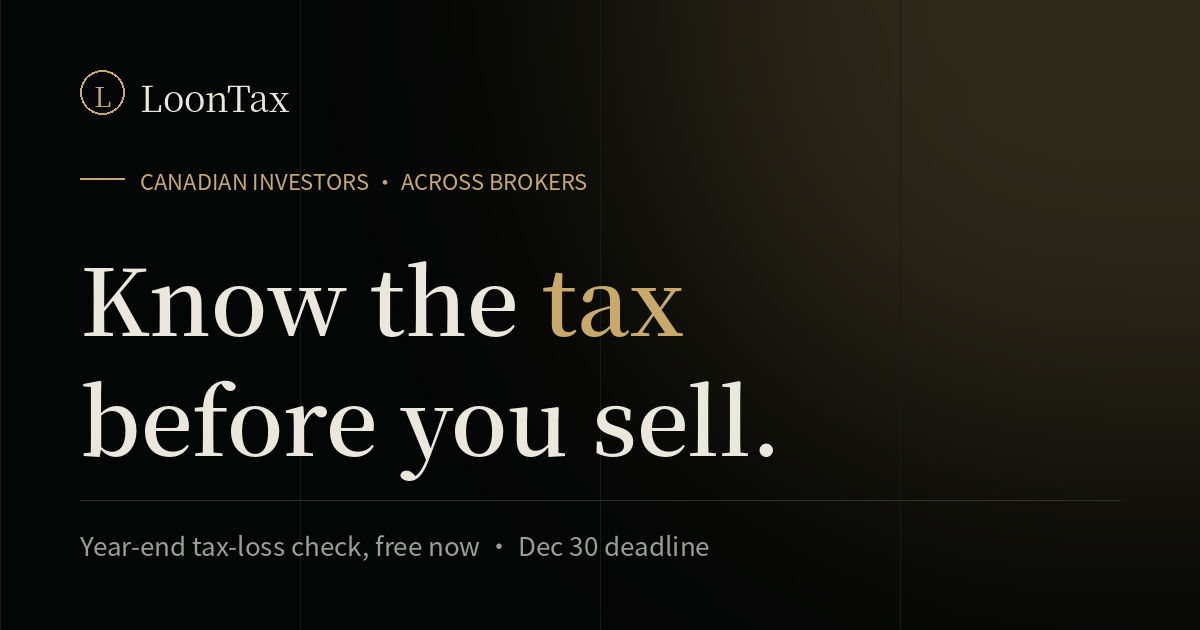 L LoonTax
CANADIAN INVESTORS • ACROSS BROKERS
Know the tax
before you sell.
Year-end tax-loss check, free now • Dec 30 deadline